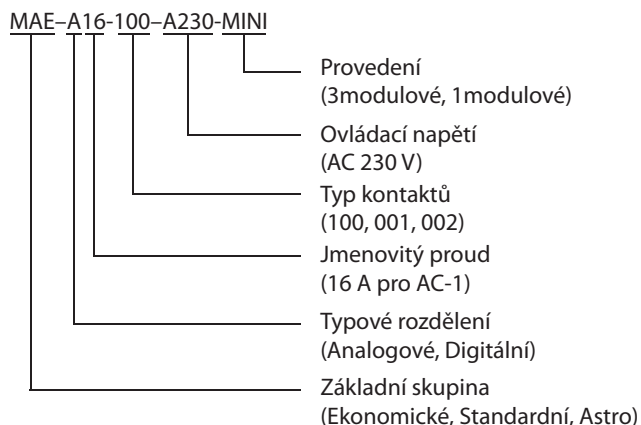 MAE–A16-100–A230-MINI
Provedení
(3modulové, 1modulové)
Ovládací napětí
(AC 230 V)
Typ kontaktů
(100, 001, 002)
Jmenovitý proud
(16 A pro AC-1)
Typové rozdělení
(Analogové, Digitální)
Základní skupina
(Ekonomické, Standardní, Astro)